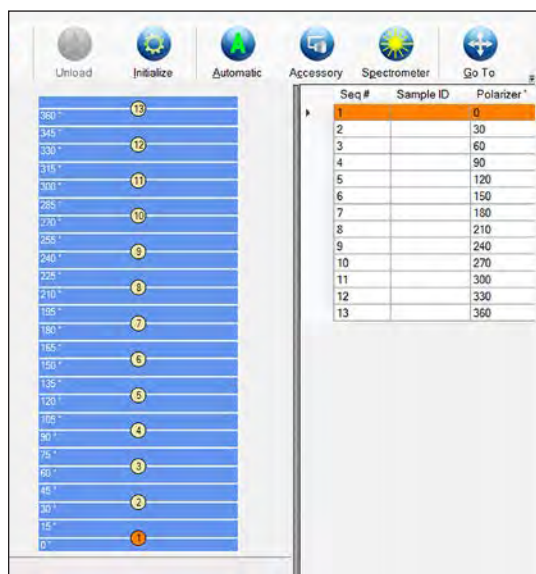 Unload Initialize Automatic Accessory Spectrometer Go To
360 ° 13
345 °
330 ° 12
315 °
300 ° 11
285 °
270 ° 10
255 °
240 ° 9
225 °
210 ° 8
195 °
180 ° 7
165 °
150 ° 6
135 °
120 ° 5
105 °
90 ° 4
75 °
60 ° 3
45 °
30 ° 2
15 °
0 ° 1
Seq # Sample ID Polarizer °
1 0
2 30
3 60
4 90
5 120
6 150
7 180
8 210
9 240
10 270
11 300
12 330
13 360